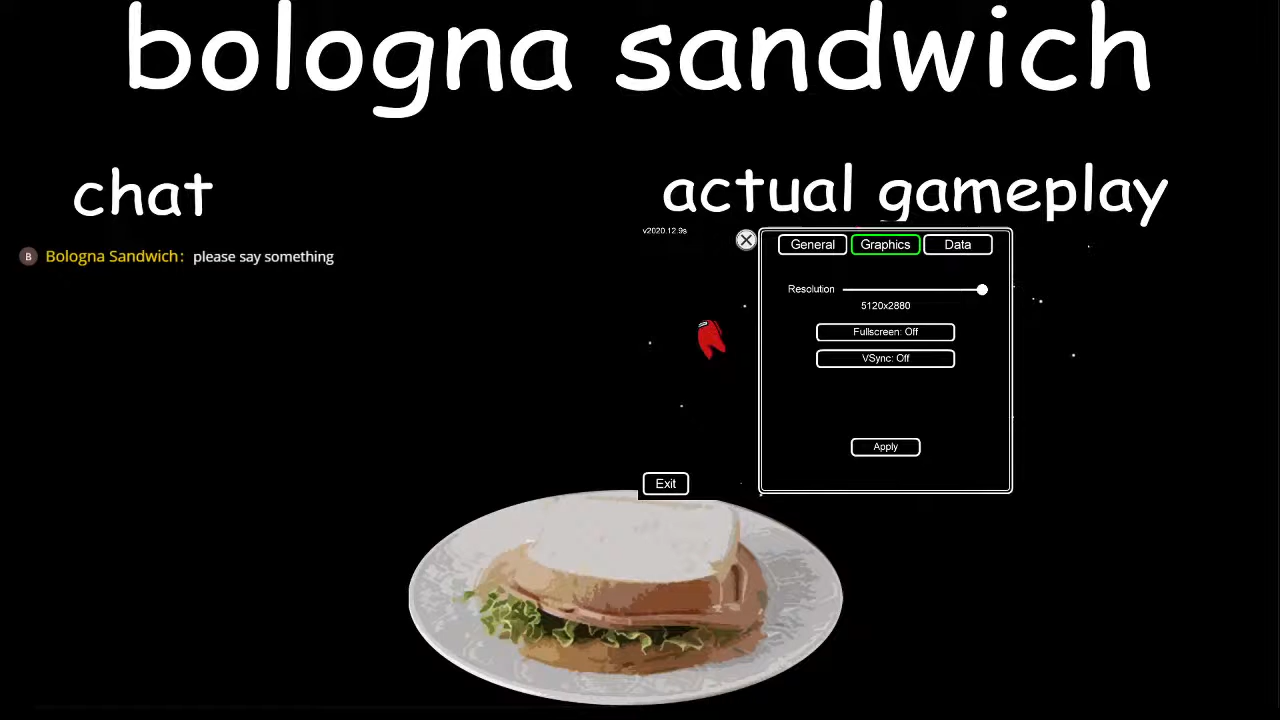 bologna sandwich
chat
actual gameplay
B Bologna Sandwich: please say something
v2020.12.9s
General Graphics Data
Resolution
5120x2880
Fullscreen: Off
VSync: Off
Apply
Exit